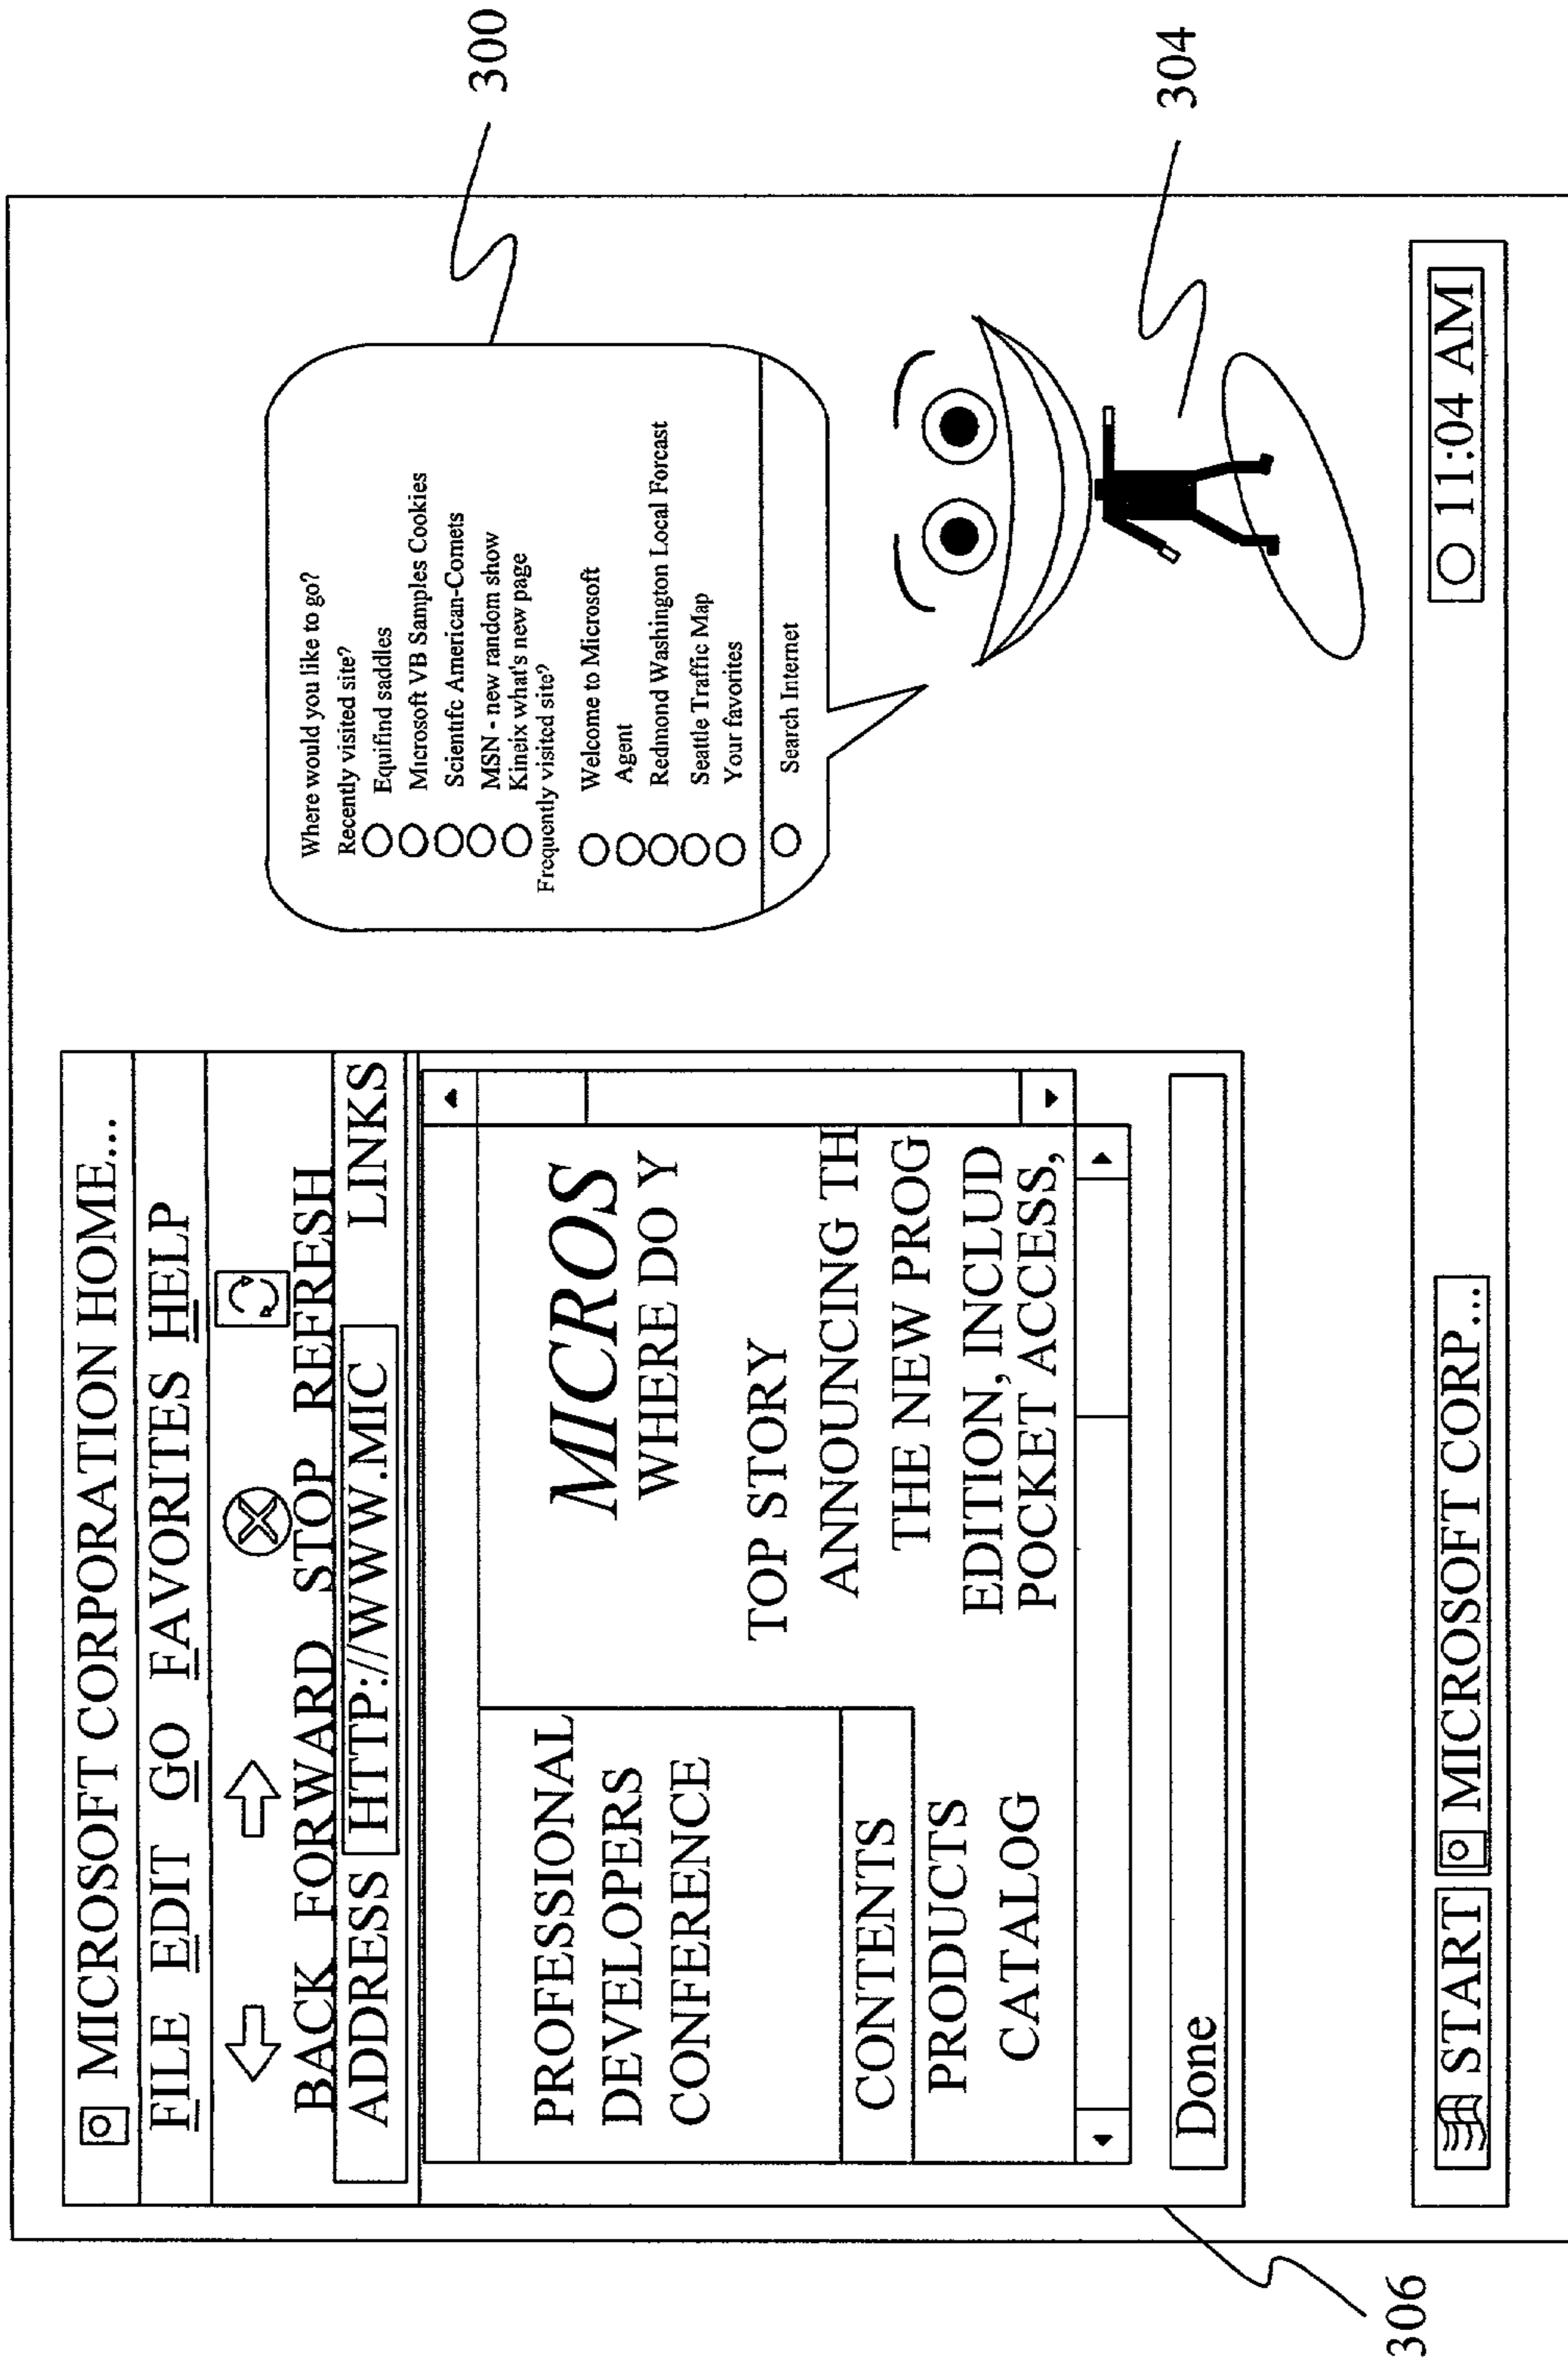 MICROSOFT CORPORATION HOME...
FILE EDIT GO FAVORITES HELP
BACK FORWARD STOP REFRESH
ADDRESS HTTP://WWW.MIC LINKS
PROFESSIONAL
DEVELOPERS
CONFERENCE
CONTENTS
PRODUCTS
CATALOG
MICROS
WHERE DO Y
TOP STORY
ANNOUNCING TH
THE NEW PROG
EDITION, INCLUD
POCKET ACCESS,
Done
Where would you like to go?
Recently visited site?
Equifind saddles
Microsoft VB Samples Cookies
Scientifc American-Comets
MSN - new random show
Kineix what's new page
Frequently visited site?
Welcome to Microsoft
Agent
Redmond Washington Local Forcast
Seattle Traffic Map
Your favorites
Search Internet
300
304
306
START MICROSOFT CORP... 11:04 AM